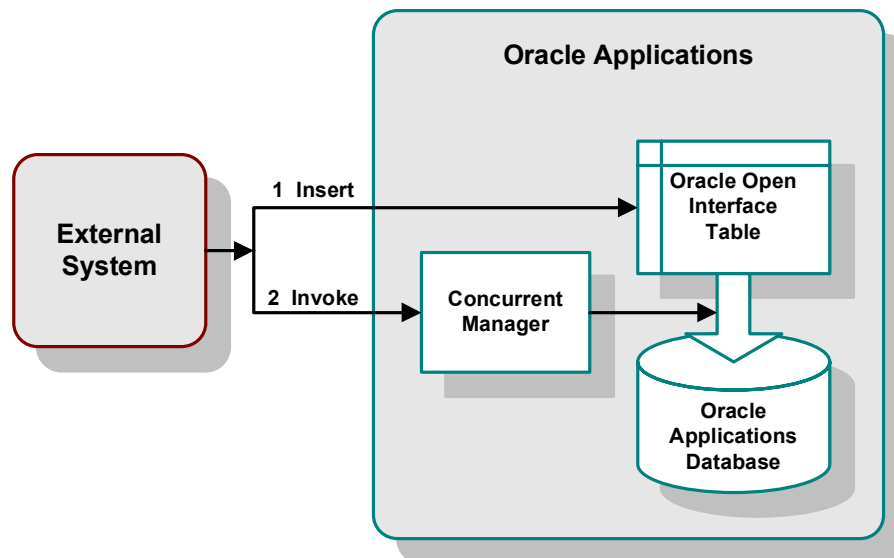 Oracle Applications
External
System
1 Insert
2 Invoke
Concurrent
Manager
Oracle Open
Interface
Table
Oracle
Applications
Database